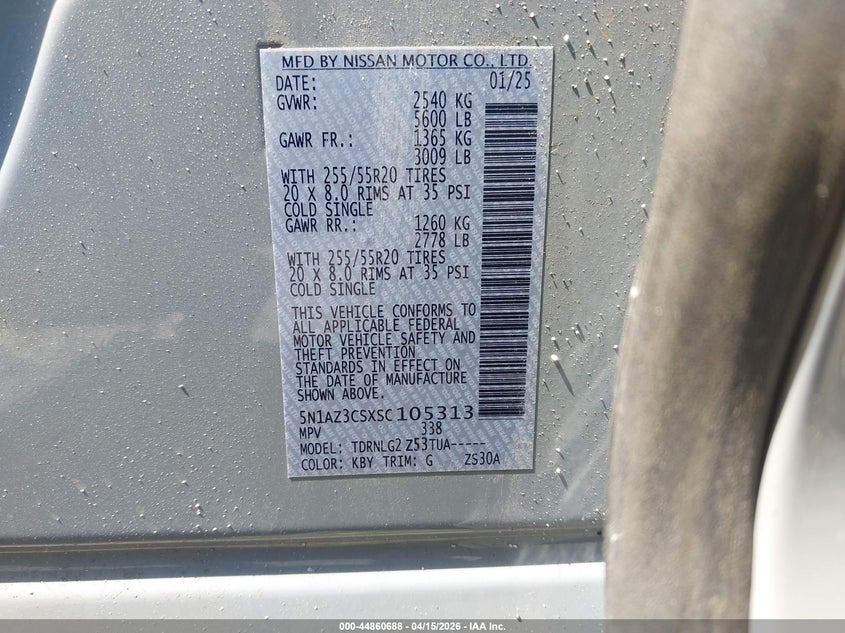 MFD BY NISSAN MOTOR CO., LTD.
DATE: 01/25
GVWR: 2540 KG
5600 LB
GAWR FR.: 1365 KG
3009 LB
WITH 255/55R20 TIRES
20 X 8.0 RIMS AT 35 PSI
COLD SINGLE
GAWR RR.: 1260 KG
2778 LB
WITH 255/55R20 TIRES
20 X 8.0 RIMS AT 35 PSI
COLD SINGLE
THIS VEHICLE CONFORMS TO
ALL APPLICABLE FEDERAL
MOTOR VEHICLE SAFETY AND
THEFT PREVENTION
STANDARDS IN EFFECT ON
THE DATE OF MANUFACTURE
SHOWN ABOVE.
5N1AZ3CSXSC105313
MPV 338
MODEL: TDRNLG2 Z53TUA-----
COLOR: KBY TRIM: G ZS30A
000-44860688 - 04/15/2026 - IAA Inc.